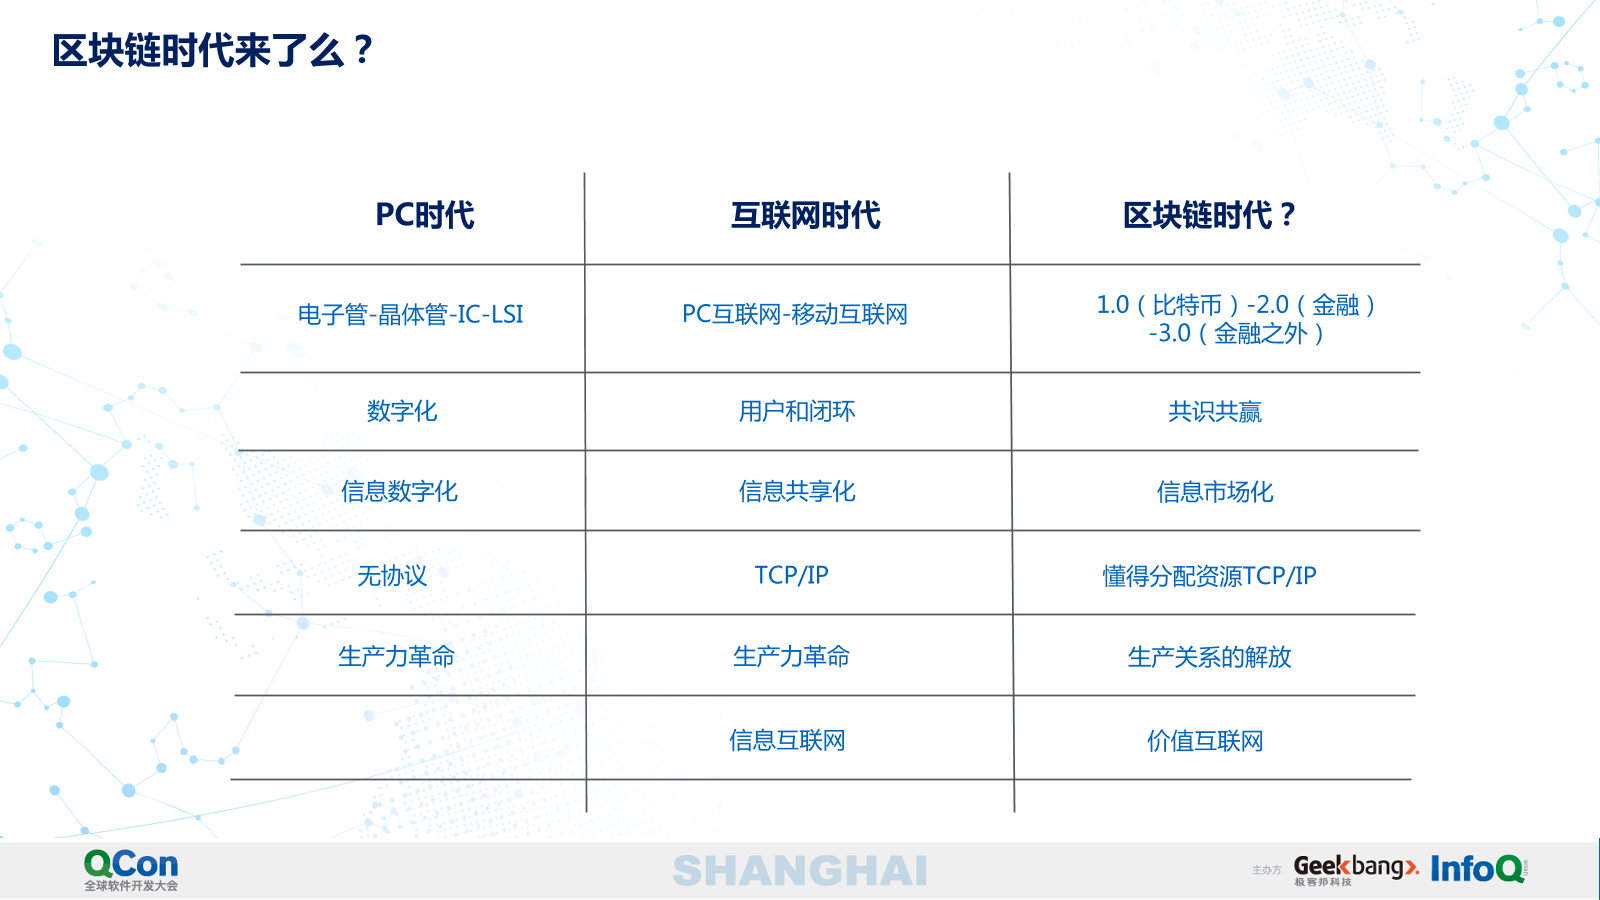 区块链时代来了么？
PC时代
互联网时代
区块链时代？
电子管-晶体管-IC-LSI
PC互联网-移动互联网
1.0（比特币）-2.0（金融）
-3.0（金融之外）
数字化
用户和闭环
共识共赢
信息数字化
信息共享化
信息市场化
无协议
TCP/IP
懂得分配资源TCP/IP
生产力革命
生产力革命
生产关系的解放
信息互联网
价值互联网
QCon
全球软件开发大会
SHANGHAI
主办方
Geekbang>.
极客邦科技
InfoQ